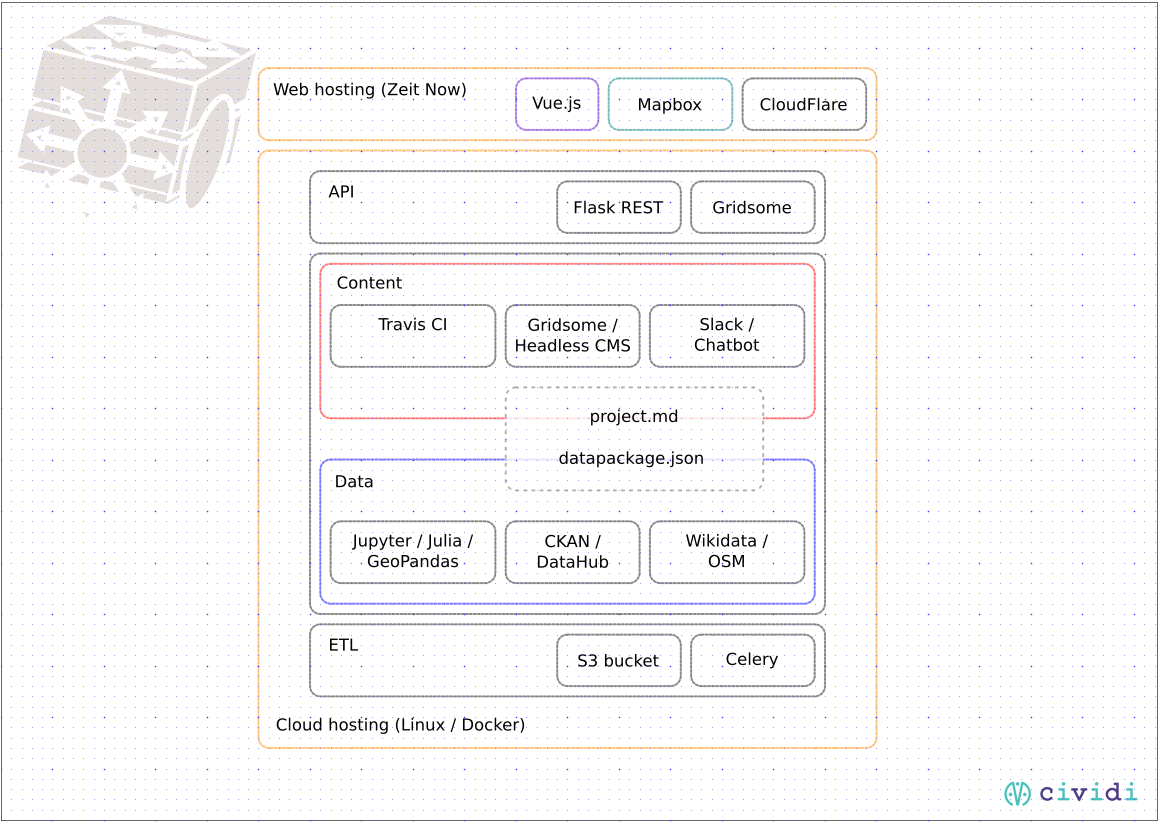 Web hosting (Zeit Now)
Vue.js
Mapbox
CloudFlare
API
Flask REST
Gridsome
Content
Travis CI
Gridsome /
Headless CMS
Slack /
Chatbot
project.md
datapackage.json
Data
Jupyter / Julia /
GeoPandas
CKAN /
DataHub
Wikidata /
OSM
ETL
S3 bucket
Celery
Cloud hosting (Linux / Docker)
cividi